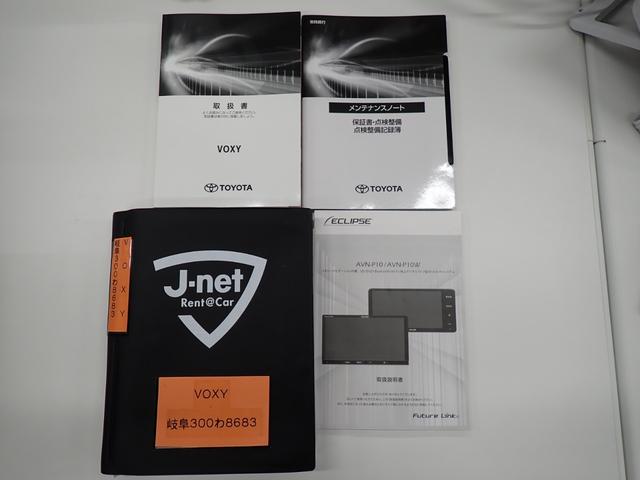 取扱書
VOXY
TOYOTA
メンテナンスノート
保証書・点検整備
点検整備記録簿
TOYOTA
VOXY
岐阜300わ8683
J-net
Rent@Car
VOXY
岐阜300わ8683
ECLIPSE
AVN-P10/AVN-P10W
取扱説明書
Future Link